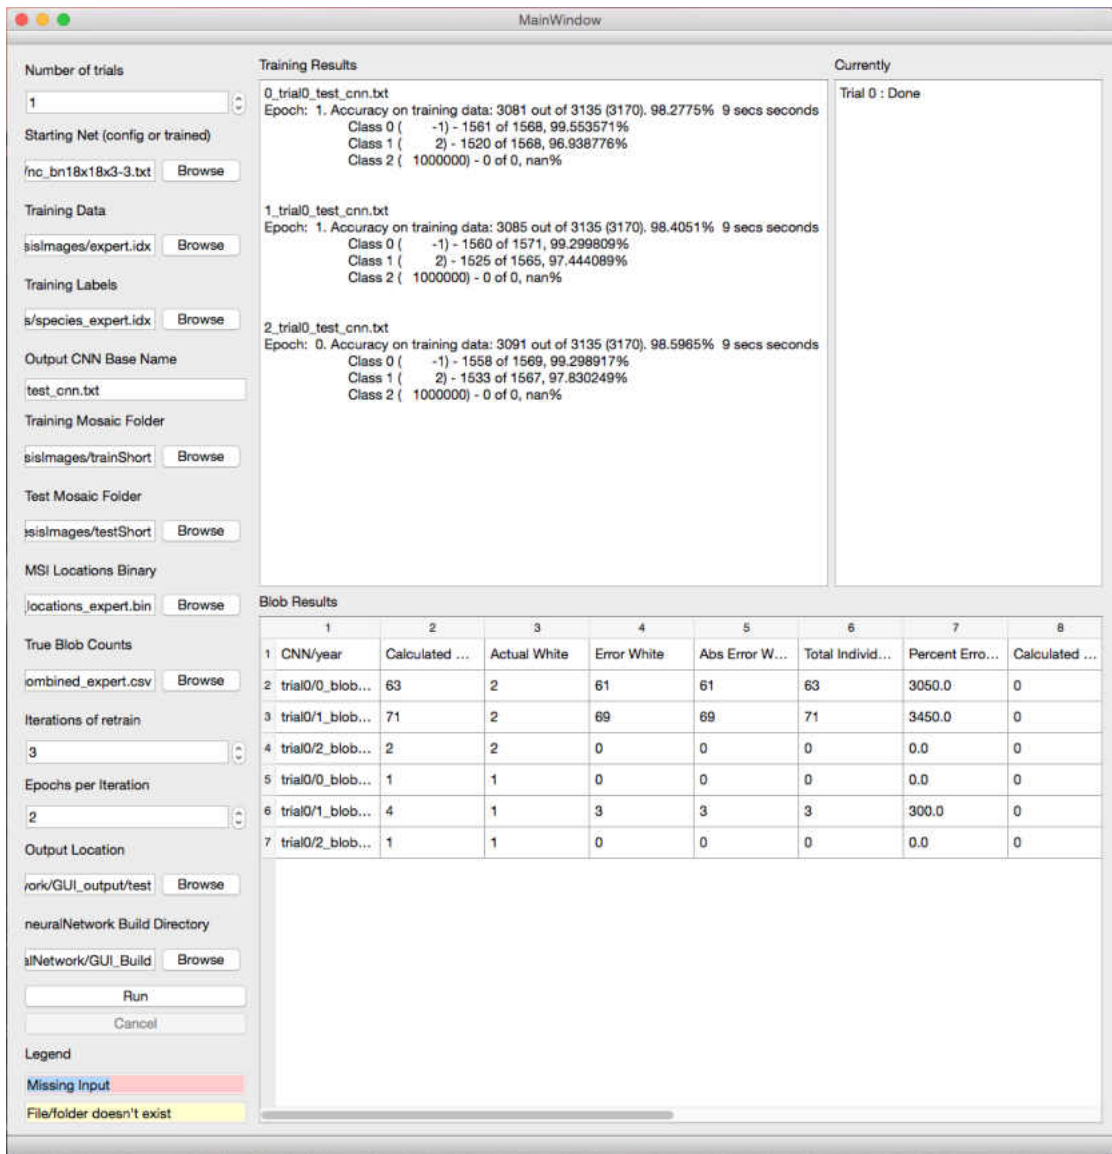 MainWindow
Number of trials
1
Starting Net (config or trained)
/nc_bn18x18x3-3.txt Browse
Training Data
sisImages/expert.idx Browse
Training Labels
s/species_expert.idx Browse
Output CNN Base Name
test_cnn.txt
Training Mosaic Folder
sisImages/trainShort Browse
Test Mosaic Folder
esisImages/testShort Browse
MSI Locations Binary
locations_expert.bin Browse
True Blob Counts
ombined_expert.csv Browse
Iterations of retrain
3
Epochs per Iteration
2
Output Location
york/GUI_output/test Browse
neuralNetwork Build Directory
alNetwork/GUI_Build Browse
Run
Cancel
Legend
Missing Input
File/folder doesn't exist
Training Results
0_trial0_test_cnn.txt
Epoch: 1. Accuracy on training data: 3081 out of 3135 (3170). 98.2775% 9 secs seconds
Class 0 ( -1) - 1561 of 1568, 99.553571%
Class 1 ( 2) - 1520 of 1568, 96.938776%
Class 2 ( 1000000) - 0 of 0, nan%
1_trial0_test_cnn.txt
Epoch: 1. Accuracy on training data: 3085 out of 3135 (3170). 98.4051% 9 secs seconds
Class 0 ( -1) - 1560 of 1571, 99.299809%
Class 1 ( 2) - 1525 of 1565, 97.444089%
Class 2 ( 1000000) - 0 of 0, nan%
2_trial0_test_cnn.txt
Epoch: 0. Accuracy on training data: 3091 out of 3135 (3170). 98.5965% 9 secs seconds
Class 0 ( -1) - 1558 of 1569, 99.298917%
Class 1 ( 2) - 1533 of 1567, 97.830249%
Class 2 ( 1000000) - 0 of 0, nan%
Currently
Trial 0 : Done
Blob Results
1 2 3 4 5 6 7 8
1 CNN/year Calculated ... Actual White Error White Abs Error W... Total Individ... Percent Erro... Calculated ...
2 trial0/0_blob... 63 2 61 61 63 3050.0 0
3 trial0/1_blob... 71 2 69 69 71 3450.0 0
4 trial0/2_blob... 2 2 0 0 0 0.0 0
5 trial0/0_blob... 1 1 0 0 0 0.0 0
6 trial0/1_blob... 4 1 3 3 3 300.0 0
7 trial0/2_blob... 1 1 0 0 0 0.0 0